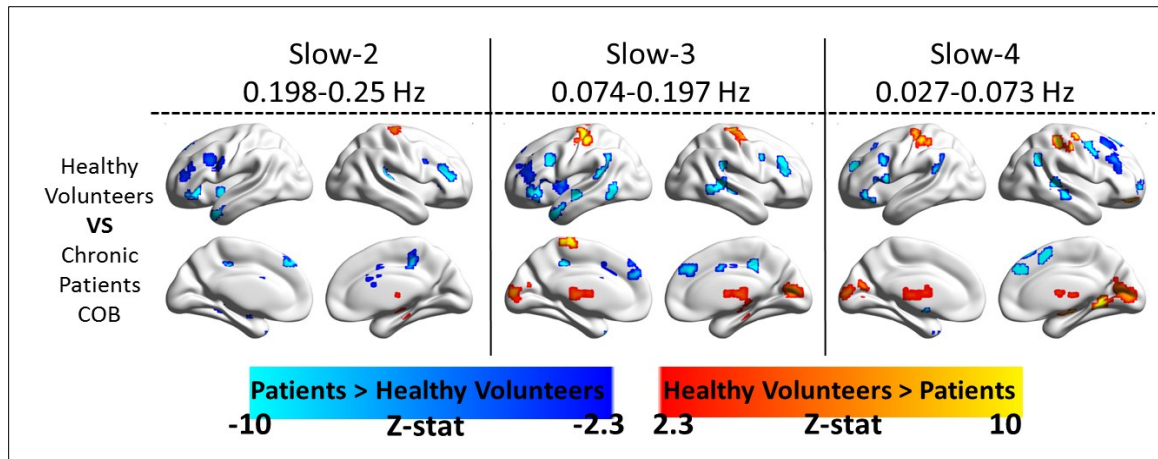 Slow-2
0.198-0.25 Hz
Slow-3
0.074-0.197 Hz
Slow-4
0.027-0.073 Hz
Healthy
Volunteers
VS
Chronic
Patients
COB
Patients > Healthy Volunteers
-10 Z-stat -2.3
Healthy Volunteers > Patients
2.3 Z-stat 10